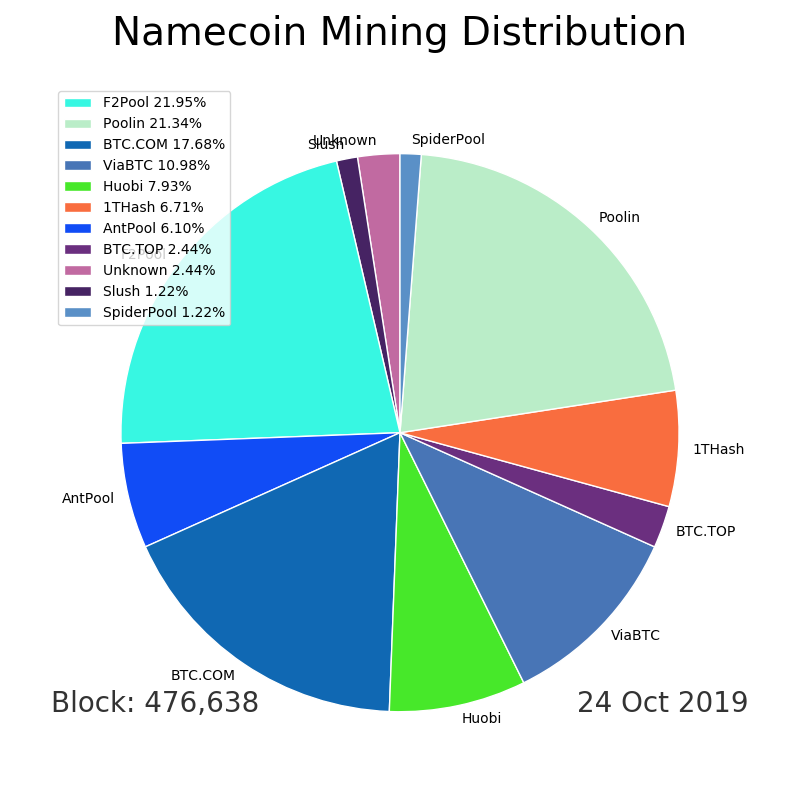 Namecoin Mining Distribution
F2Pool 21.95%
Poolin 21.34%
BTC.COM 17.68%
ViaBTC 10.98%
Huobi 7.93%
1THash 6.71%
AntPool 6.10%
BTC.TOP 2.44%
Unknown 2.44%
Slush 1.22%
SpiderPool 1.22%
F2Pool
Slush
Unknown
SpiderPool
Poolin
1THash
BTC.TOP
ViaBTC
Huobi
BTC.COM
AntPool
Block: 476,638
24 Oct 2019